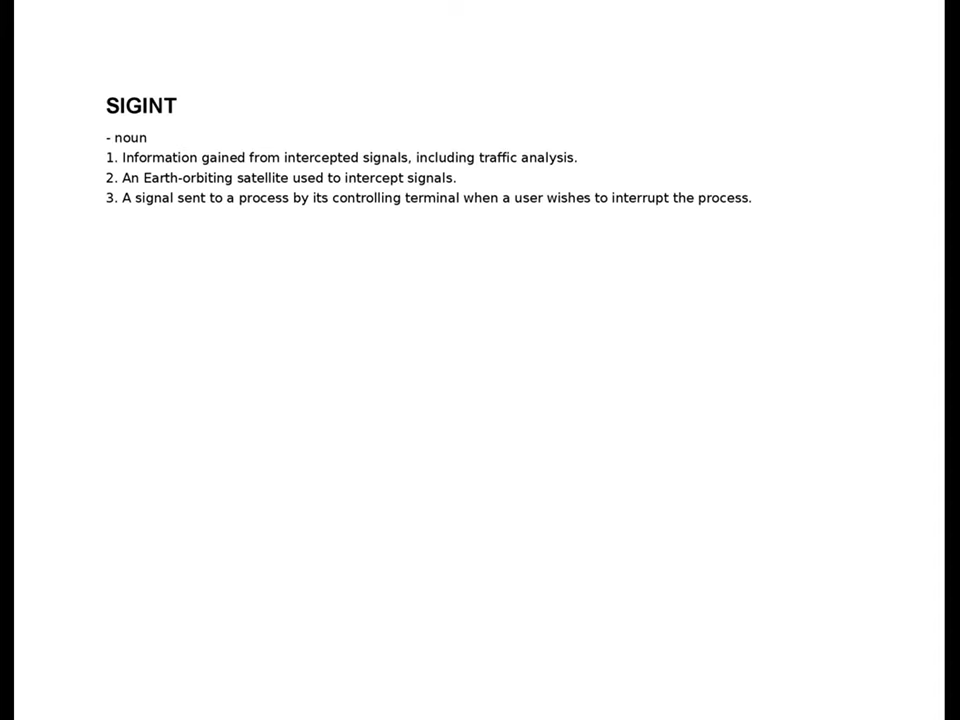 SIGINT
- noun
1. Information gained from intercepted signals, including traffic analysis.
2. An Earth-orbiting satellite used to intercept signals.
3. A signal sent to a process by its controlling terminal when a user wishes to interrupt the process.